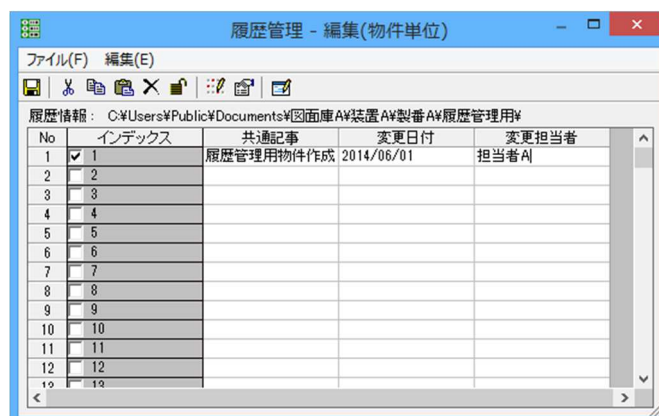 履歴管理 - 編集(物件単位)
ファイル(F) 編集(E)
履歴情報： C:¥Users¥Public¥Documents¥図面庫A¥装置A¥製番A¥履歴管理用¥
No インデックス 共通記事 変更日付 変更担当者
1 1 履歴管理用物件作成 2014/06/01 担当者A
2 2
3 3
4 4
5 5
6 6
7 7
8 8
9 9
10 10
11 11
12 12
13 13